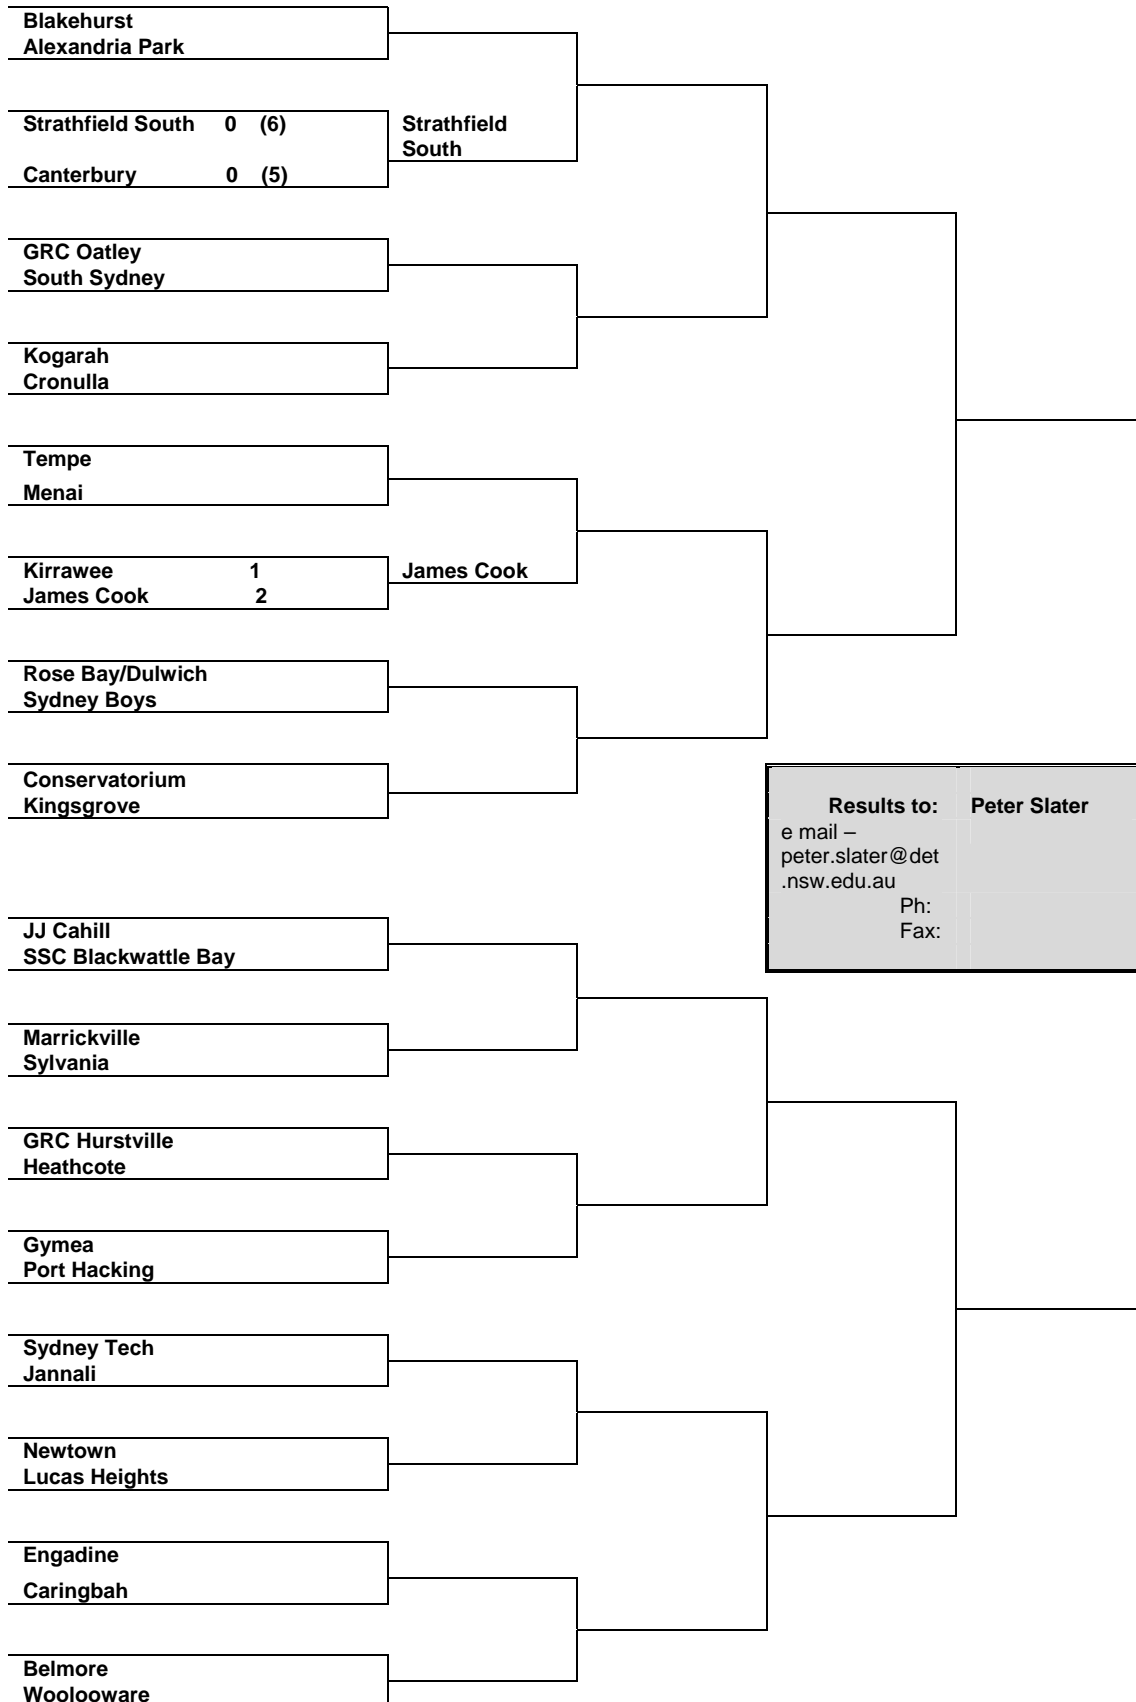 Blakehurst
Alexandria Park
Strathfield South 0 (6)
Strathfield
South
Canterbury 0 (5)
GRC Oatley
South Sydney
Kogarah
Cronulla
Tempe
Menai
Kirrawee 1
James Cook
James Cook 2
Rose Bay/Dulwich
Sydney Boys
Conservatorium
Kingsgrove
Results to: Peter Slater
e mail –
peter.slater@det
.nsw.edu.au
Ph:
Fax:
JJ Cahill
SSC Blackwattle Bay
Marrickville
Sylvania
GRC Hurstville
Heathcote
Gymea
Port Hacking
Sydney Tech
Jannali
Newtown
Lucas Heights
Engadine
Caringbah
Belmore
Woolooware